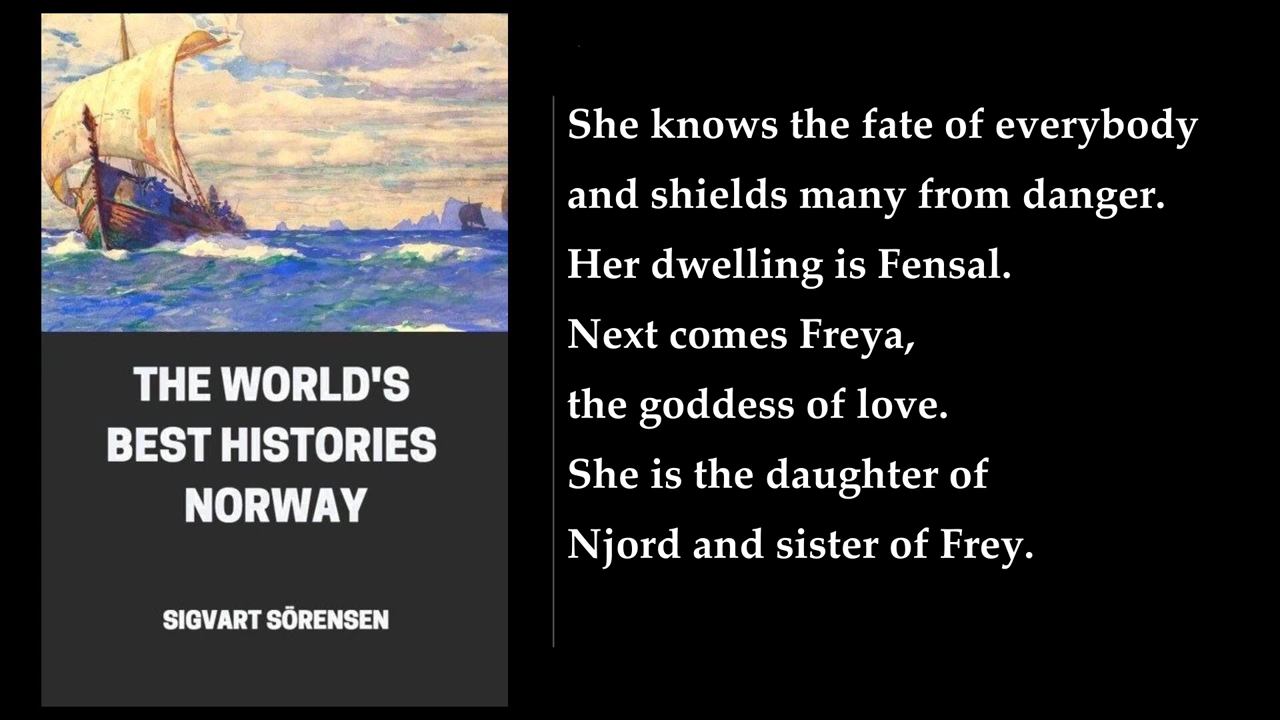 THE WORLD'S
BEST HISTORIES
NORWAY
SIGVART SÖRENSEN
She knows the fate of everybody
and shields many from danger.
Her dwelling is Fensal.
Next comes Freya,
the goddess of love.
She is the daughter of
Njord and sister of Frey.